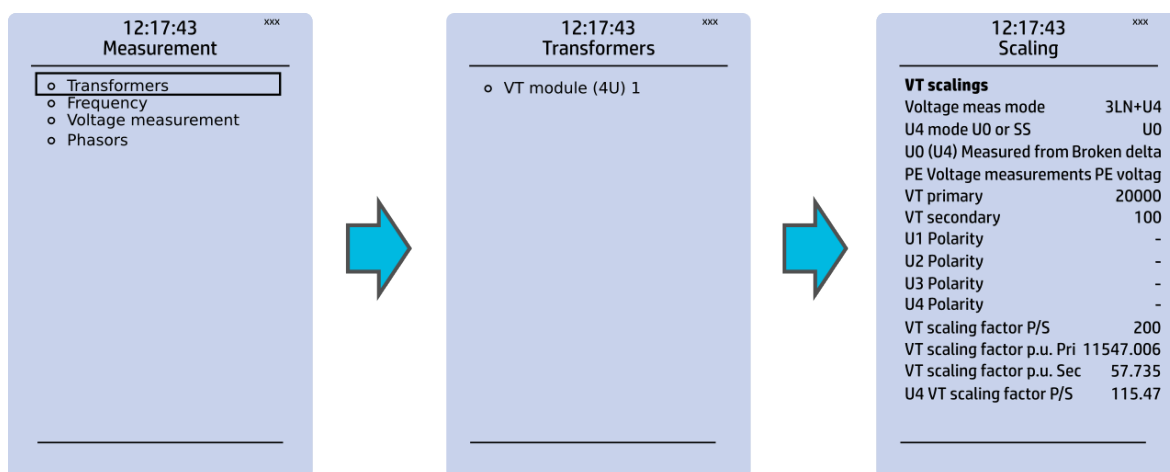 12:17:43 xxx
Measurement
Transformers
Frequency
Voltage measurement
Phasors
12:17:43 xxx
Transformers
VT module (4U) 1
12:17:43 xxx
Scaling
VT scalings
Voltage meas mode 3LN+U4
U4 mode U0 or SS U0
U0 (U4) Measured from Broken delta
PE Voltage measurements PE voltag
VT primary 20000
VT secondary 100
U1 Polarity -
U2 Polarity -
U3 Polarity -
U4 Polarity -
VT scaling factor P/S 200
VT scaling factor p.u. Pri 11547.006
VT scaling factor p.u. Sec 57.735
U4 VT scaling factor P/S 115.47